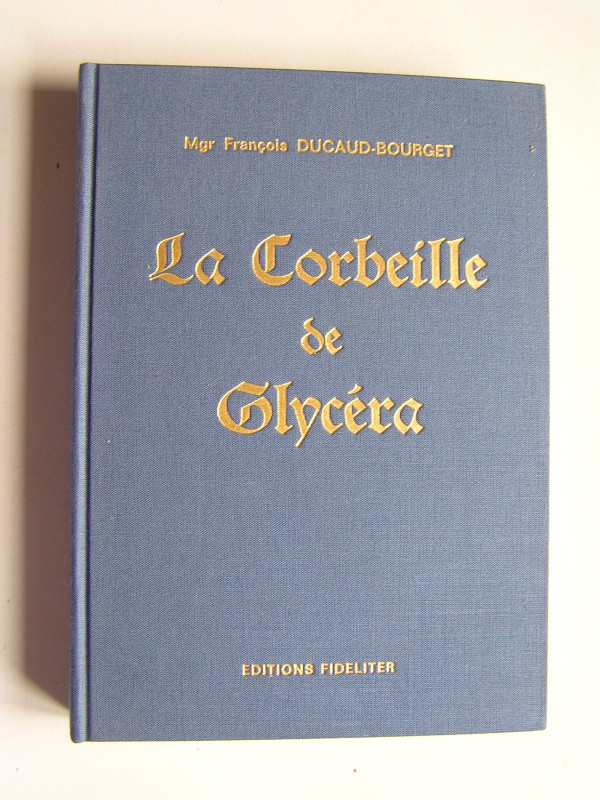 Mgr François DUCAUD-BOURGET
La Corbeille
de
Glycéra
EDITIONS FIDELITER